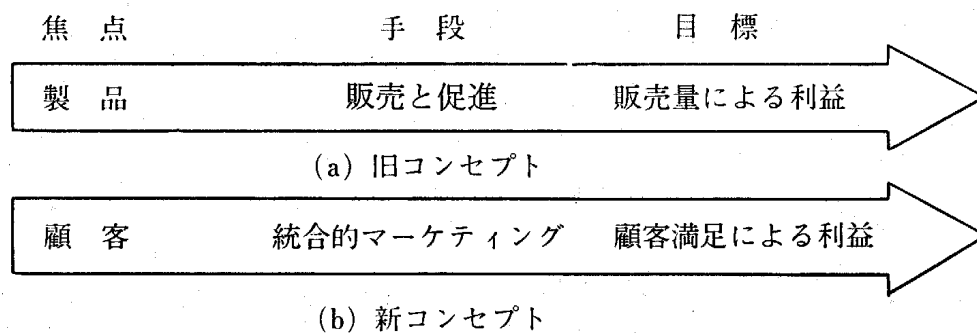 焦 点 手 段 目 標
製 品 販売と促進 販売量による利益
(a) 旧コンセプト
顧 客 統合的マーケティング 顧客満足による利益
(b) 新コンセプト